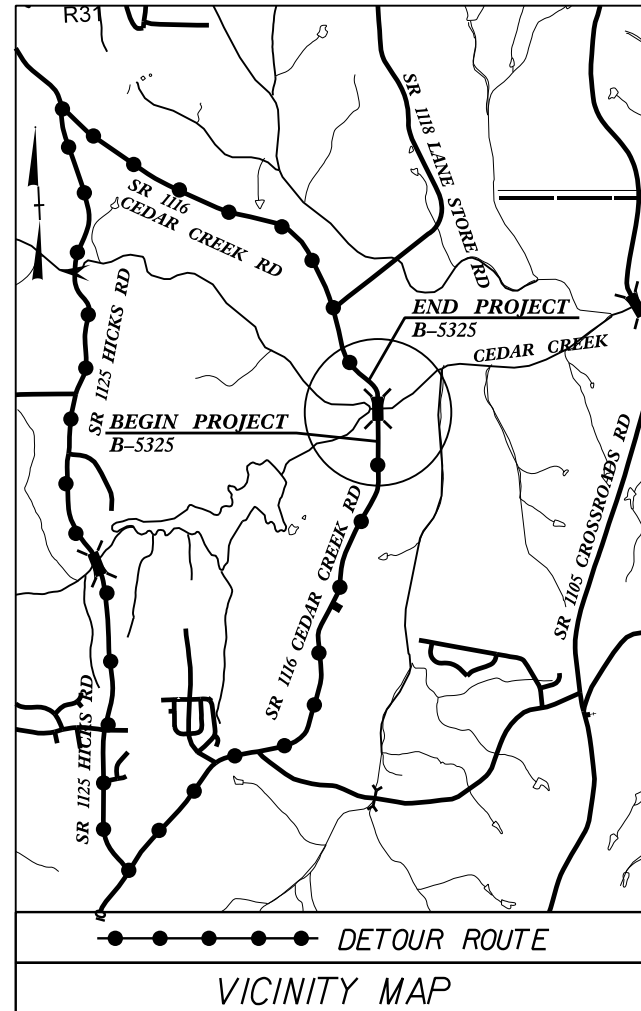 R31
SR 1118 LANE STORE RD
SR 1116
CEDAR CREEK RD
END PROJECT
B–5325
CEDAR CREEK
SR 1125 HICKS RD
BEGIN PROJECT
B–5325
SR 1116 CEDAR CREEK RD
SR 1105 CROSSROADS RD
SR 1125 HICKS RD
DETOUR ROUTE
VICINITY MAP